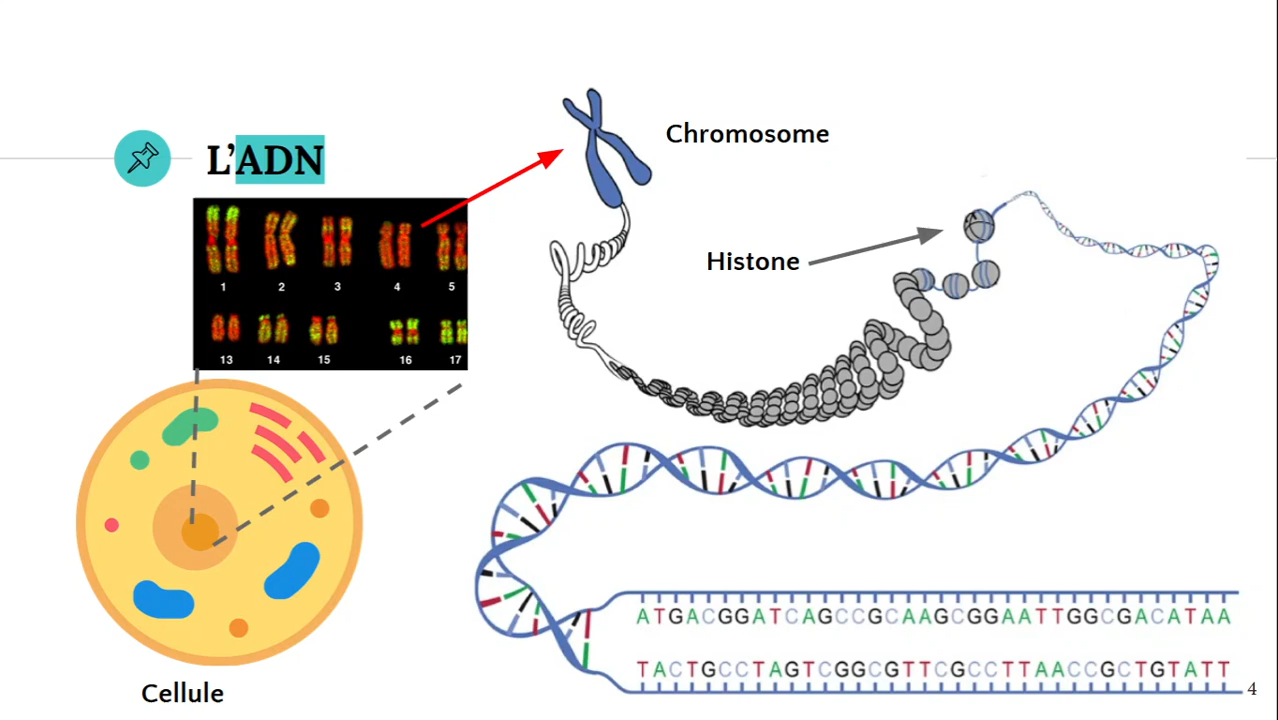 L'ADN
Chromosome
Histone
1 2 3 4 5
13 14 15 16 17
ATGACGGATCAGCCGCAAGCGGAATTGGCGACATAA
TACTGCCTAGTCGGCGTTCGCCTTAACCGCTGTATT
Cellule
4